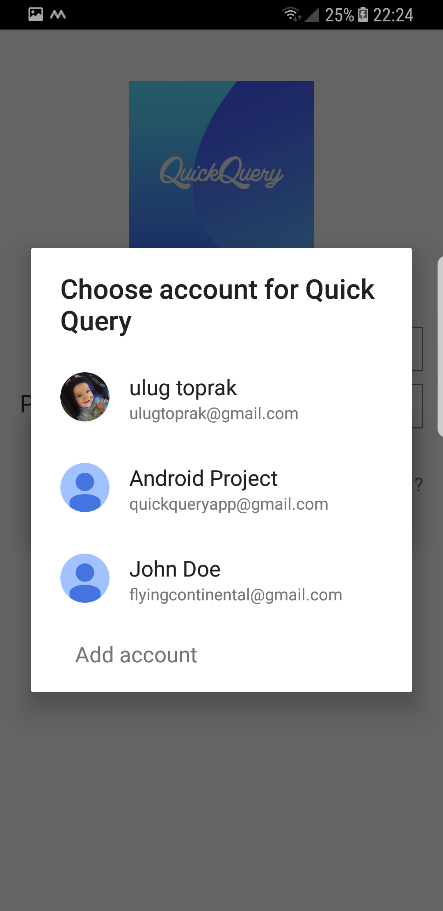 25% 22:24
QuickQuery
Choose account for Quick
Query
ulug toprak
ulugtoprak@gmail.com
P
Android Project
quickqueryapp@gmail.com
?
John Doe
flyingcontinental@gmail.com
Add account